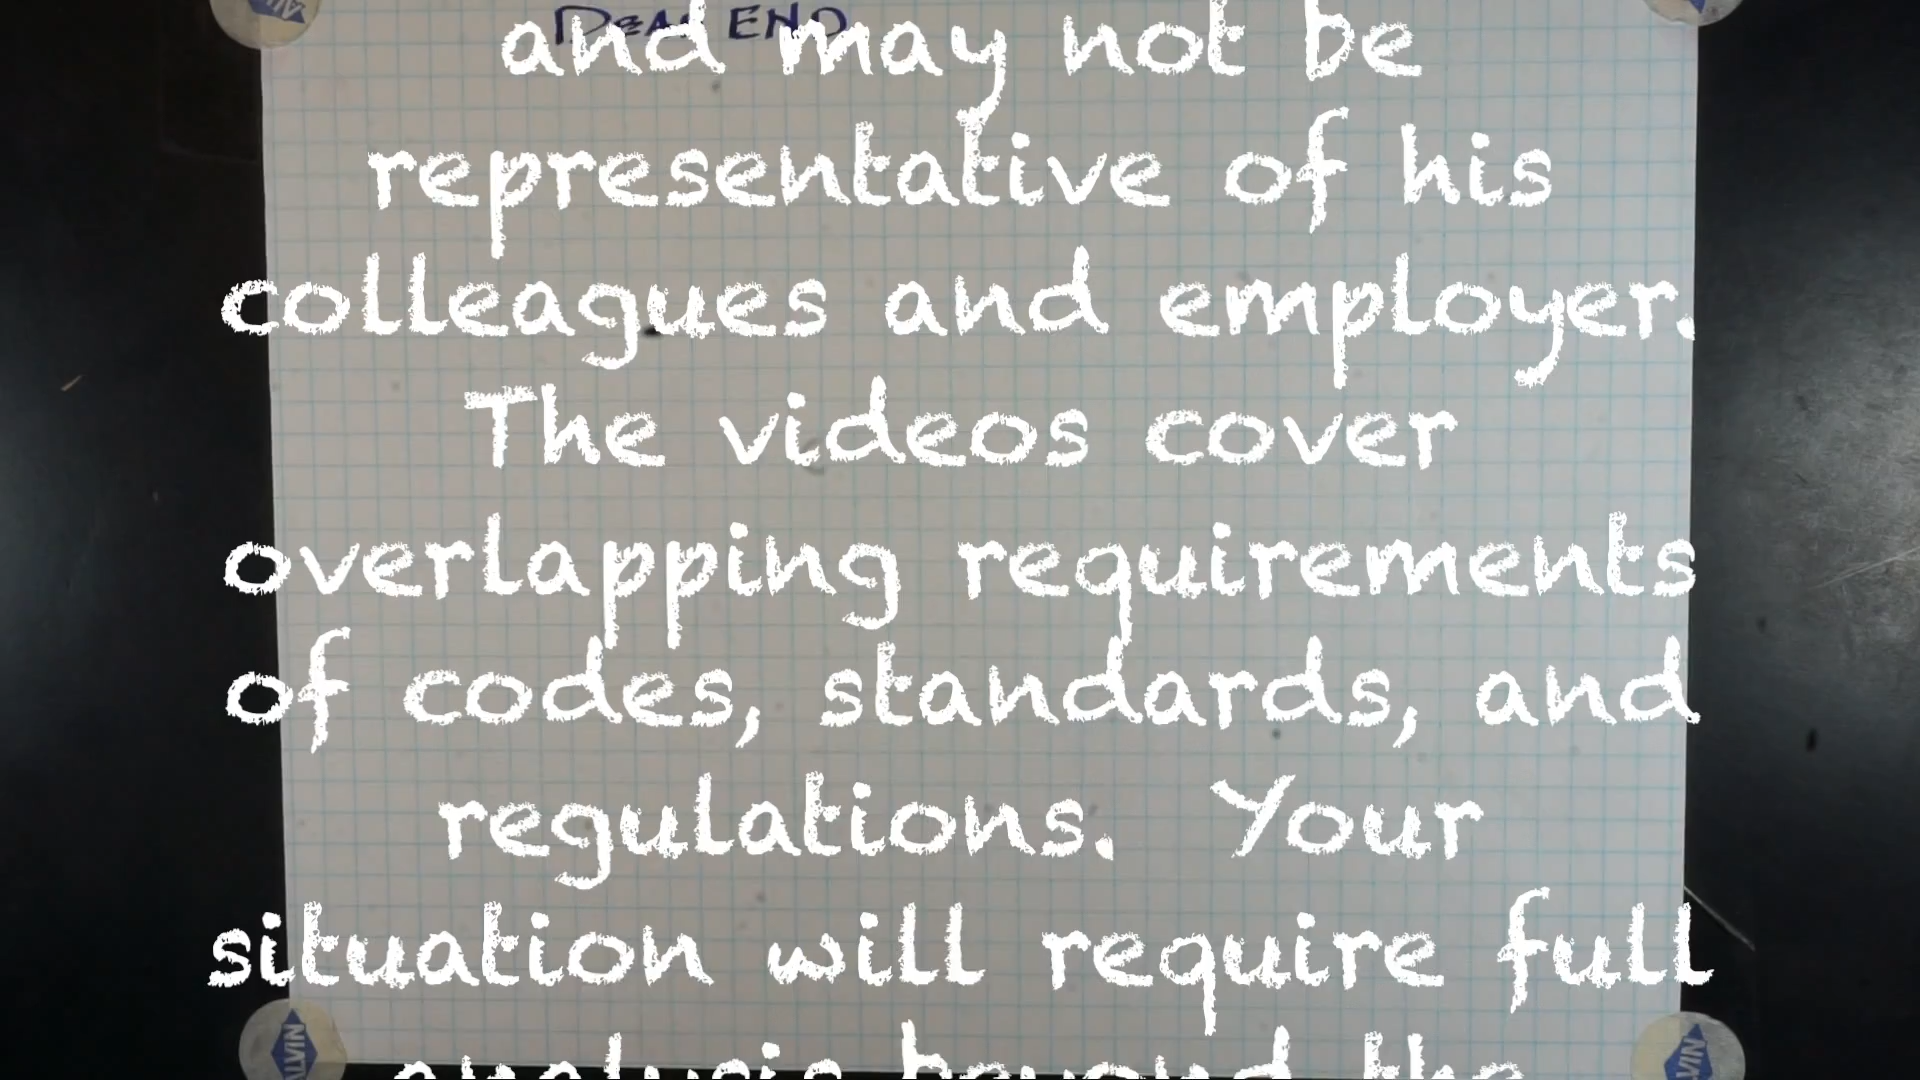 DEAD END
and may not be
representative of his
colleagues and employer.
The videos cover
overlapping requirements
of codes, standards, and
regulations. Your
situation will require full
analysis beyond the
ALVIN